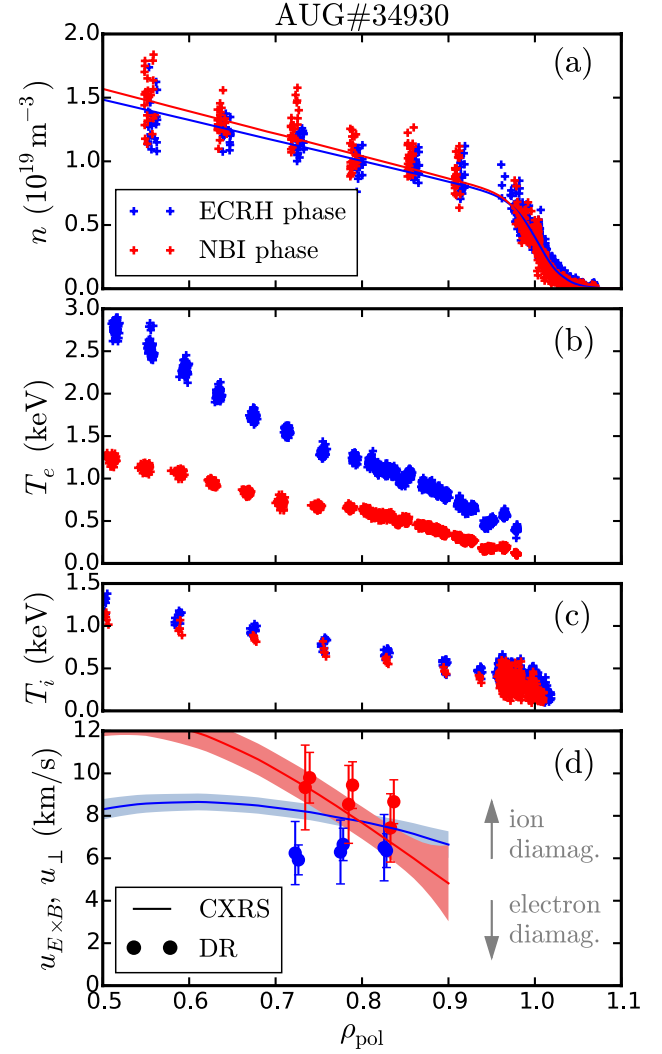 AUG#34930
(a)
2.0
1.5
1.0
0.5
0.0
n (10¹⁹ m⁻³)
ECRH phase
NBI phase
(b)
3.0
2.5
2.0
1.5
1.0
0.5
0.0
T_e (keV)
(c)
1.5
1.0
0.5
0.0
T_i (keV)
(d)
12
10
8
6
4
2
0
u_{E×B}, u_⊥ (km/s)
ion
diamag.
electron
diamag.
CXRS
DR
0.5 0.6 0.7 0.8 0.9 1.0 1.1
ρ_pol